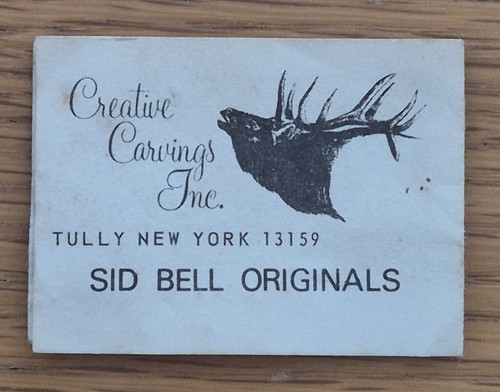 Creative
Carvings
Inc.
TULLY NEW YORK 13159
SID BELL ORIGINALS